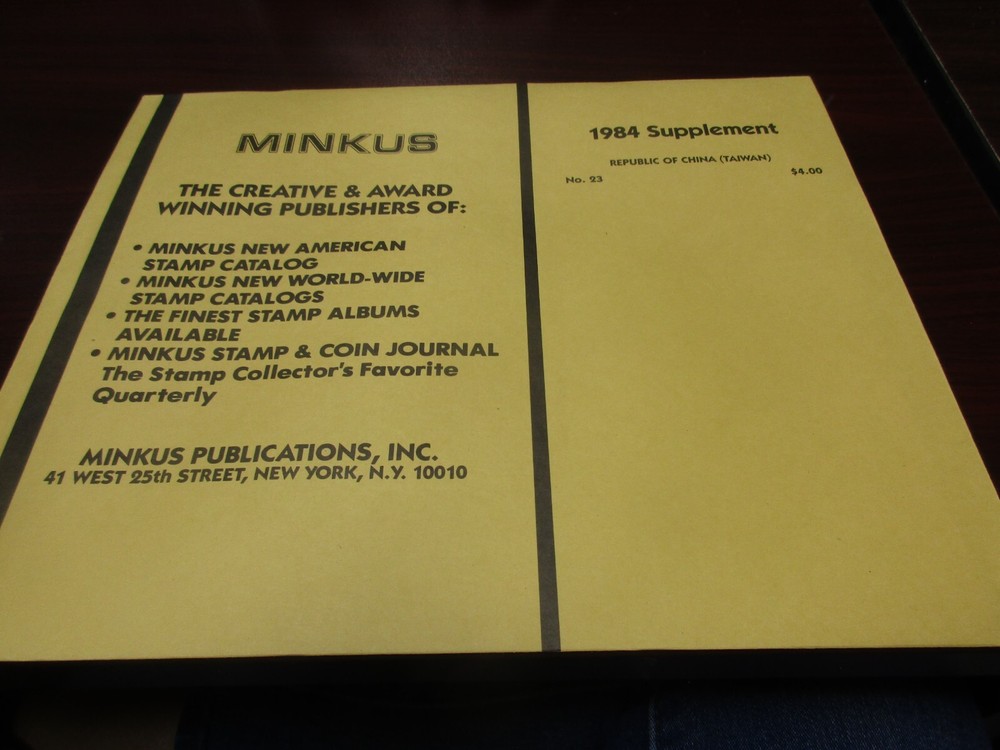 MINKUS
THE CREATIVE & AWARD
WINNING PUBLISHERS OF:
• MINKUS NEW AMERICAN
STAMP CATALOG
• MINKUS NEW WORLD-WIDE
STAMP CATALOGS
• THE FINEST STAMP ALBUMS
AVAILABLE
• MINKUS STAMP & COIN JOURNAL
The Stamp Collector's Favorite
Quarterly
MINKUS PUBLICATIONS, INC.
41 WEST 25th STREET, NEW YORK, N.Y. 10010
1984 Supplement
REPUBLIC OF CHINA (TAIWAN)
No. 23 $4.00